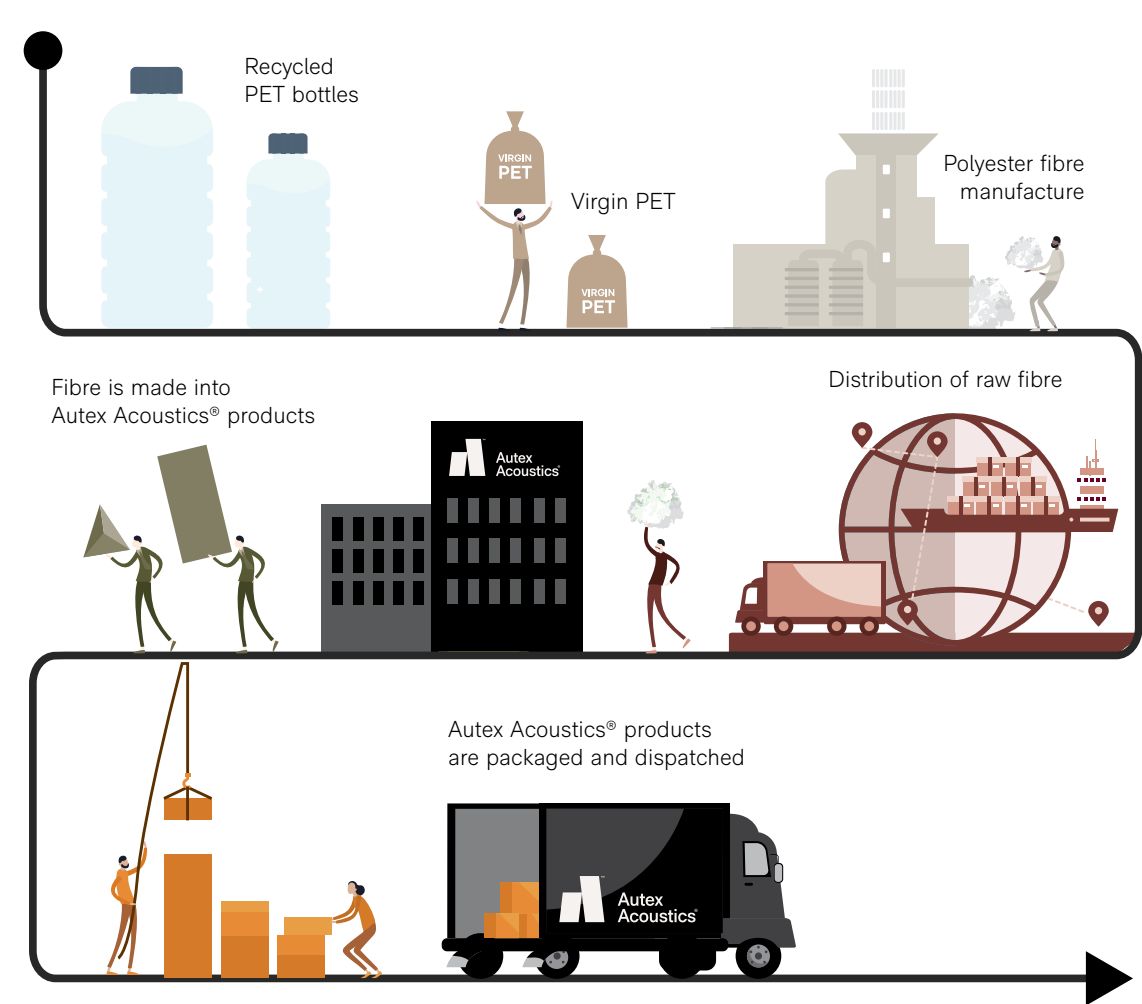 Recycled
PET bottles
VIRGIN
PET
Virgin PET
VIRGIN
PET
Polyester fibre
manufacture
Distribution of raw fibre
Fibre is made into
Autex Acoustics® products
Autex
Acoustics®
Autex Acoustics® products
are packaged and dispatched
Autex
Acoustics®